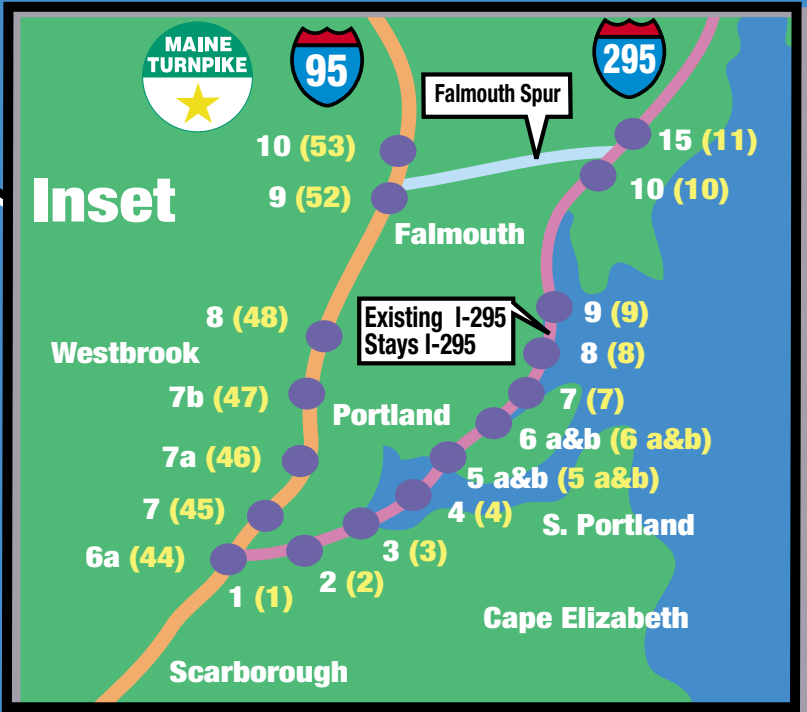 MAINE
TURNPIKE
95
295
Falmouth Spur
10 (53)
15 (11)
Inset
9 (52)
10 (10)
Falmouth
8 (48)
Existing I-295
Stays I-295
9 (9)
Westbrook
8 (8)
7b (47)
Portland
7 (7)
6 a&b (6 a&b)
7a (46)
5 a&b (5 a&b)
7 (45)
4 (4)
S. Portland
6a (44)
3 (3)
2 (2)
1 (1)
Cape Elizabeth
Scarborough